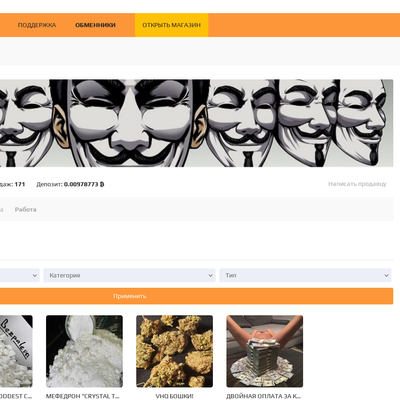 ПОДДЕРЖКА ОБМЕННИКИ ОТКРЫТЬ МАГАЗИН
даж: 171 Депозит: 0.00978773 ₿ Написать продавцу
а Работа
Категория Тип
Применить
ODDEST C... МЕФЕДРОН "CRYSTAL T... VHQ БОШКИ! ДВОЙНАЯ ОПЛАТА ЗА К...